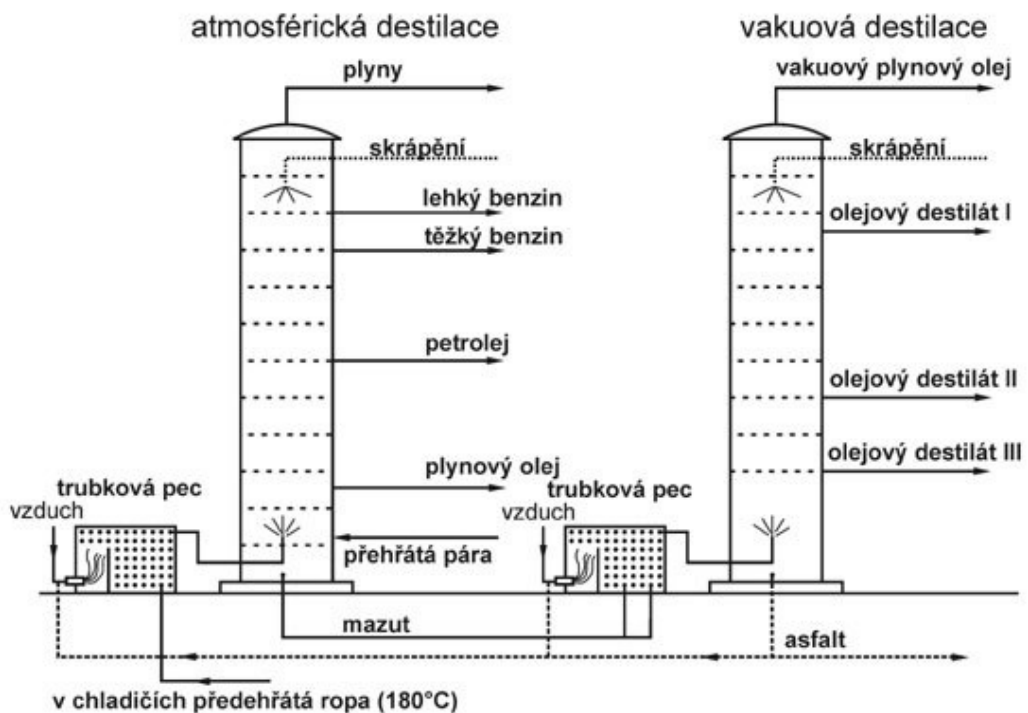 atmosférická destilace
vakuová destilace
plyny
vakuový plynový olej
skrápění
skrápění
lehký benzin
olejový destilát I
těžký benzin
petrolej
olejový destilát II
plynový olej
olejový destilát III
trubková pec
trubková pec
vzduch
vzduch
přehřátá pára
mazut
asfalt
v chladičích předehřátá ropa (180°C)